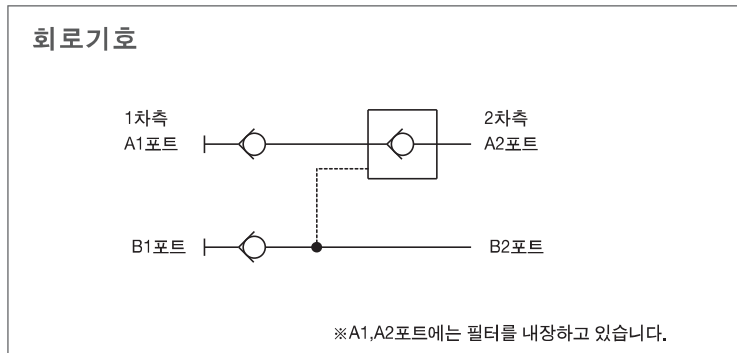 회로기호
1차측
A1포트
2차측
A2포트
B1포트
B2포트
※A1,A2포트에는 필터를 내장하고 있습니다.